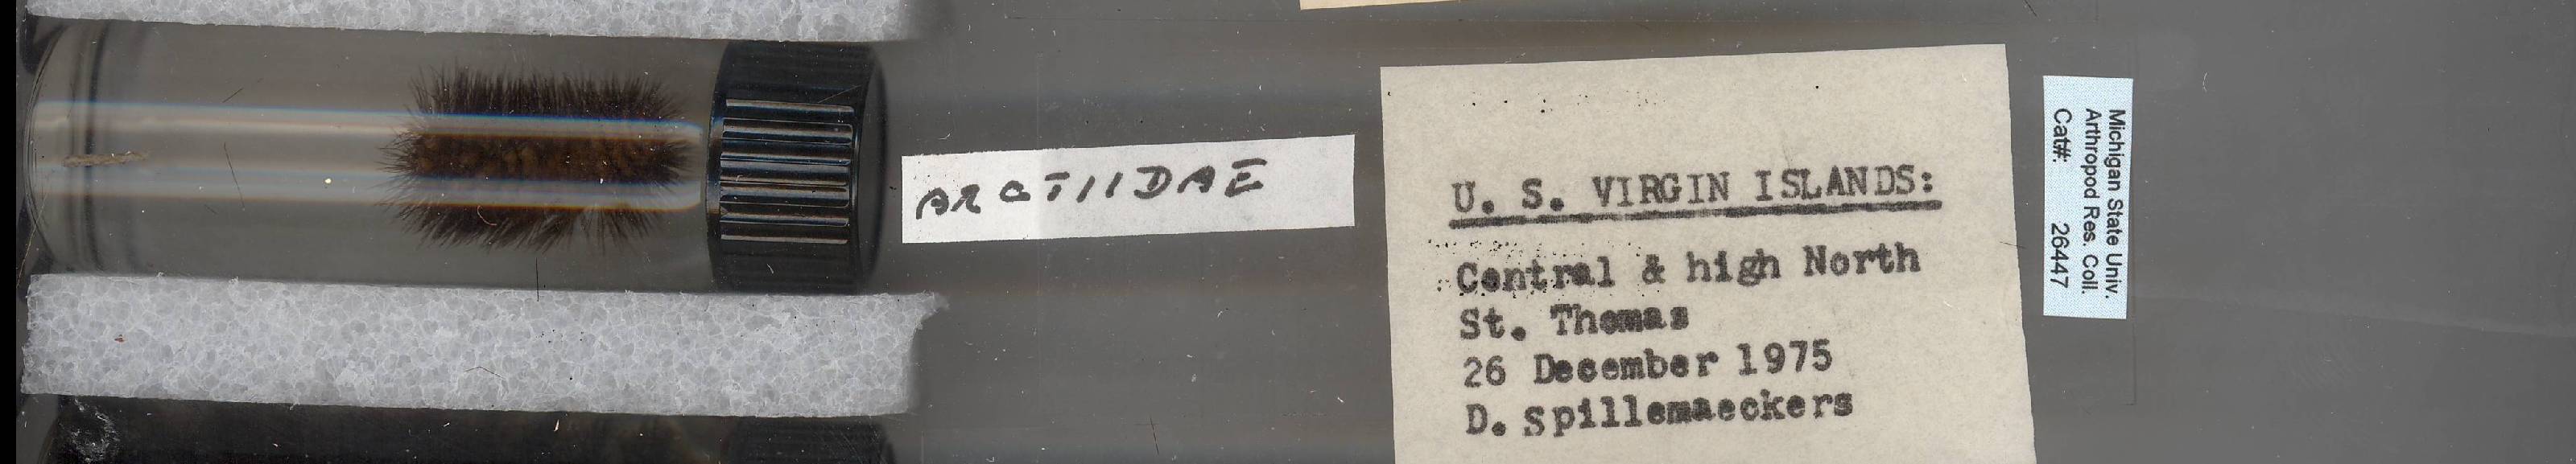 ARCTIIDAE
U. S. VIRGIN ISLANDS:
Central & high North
St. Thomas
26 December 1975
D. Spillemaeckers
Michigan State Univ.
Arthropod Res. Coll.
Cat#: 26447